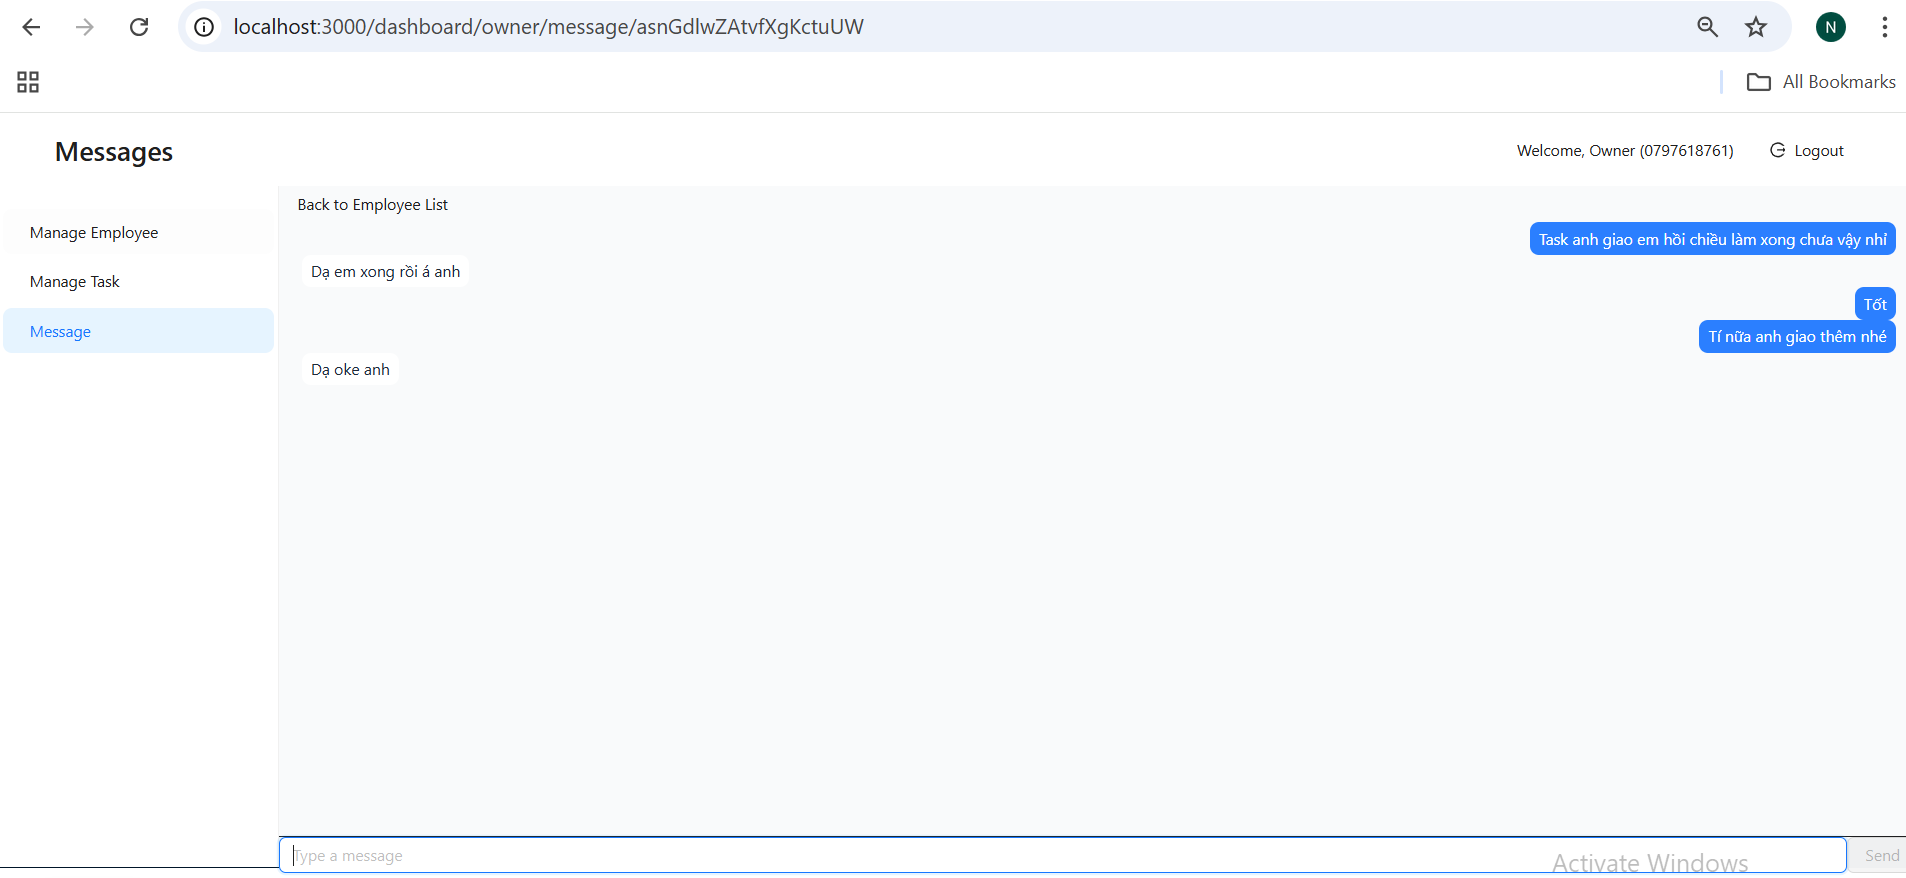 localhost:3000/dashboard/owner/message/asnGdlwZAtvfXgKctuUW
N
All Bookmarks
Messages
Welcome, Owner (0797618761)
Logout
Manage Employee
Manage Task
Message
Back to Employee List
Task anh giao em hồi chiều làm xong chưa vậy nhỉ
Dạ em xong rồi á anh
Tốt
Tí nữa anh giao thêm nhé
Dạ oke anh
Type a message
Send
Activate Windows